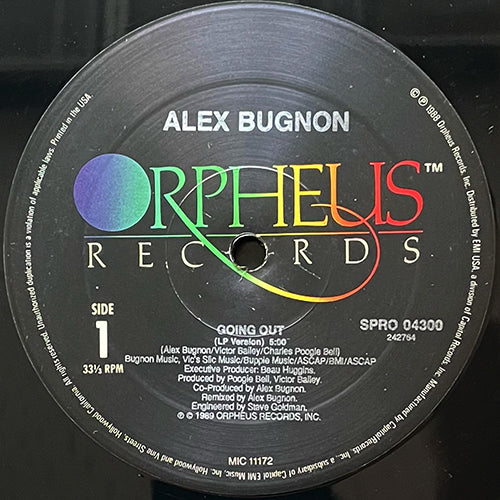 ALEX BUGNON
ORPHEUS™
RECORDS
SIDE
1
33⅓ RPM
GOING OUT
(LP Version) 5:00
(Alex Bugnon/Victor Bailey/Charles Poogie Bell)
Bugnon Music, Vic's Slic Music/Buppie Music/ASCAP/BMI/ASCAP
Executive Producer: Beau Huggins.
Produced by Poogie Bell, Victor Bailey.
Co-Produced by Alex Bugnon.
Remixed by Alex Bugnon.
Engineered by Steve Goldman.
℗ © 1989 ORPHEUS RECORDS, INC.
SPRO 04300
242764
MIC 11172
© ℗ 1988 Orpheus Records, Inc. Distributed by EMI USA, a division of Capitol Records, Inc. Manufactured by Capitol Records, Inc., a subsidiary of Capitol EMI Music, Inc., Hollywood and Vine Streets, Hollywood California. All rights reserved. Unauthorized duplication is a violation of applicable laws. Printed in the USA.